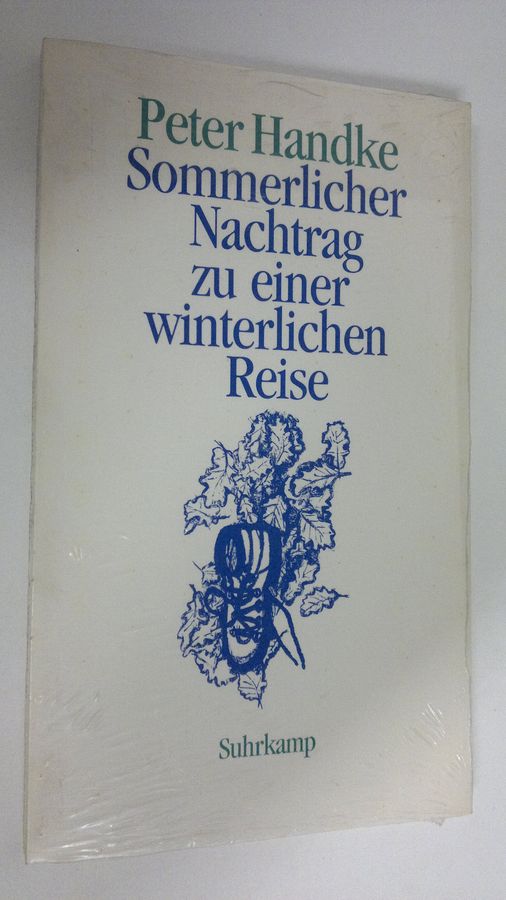 Peter Handke
Sommerlicher
Nachtrag
zu einer
winterlichen
Reise
Suhrkamp